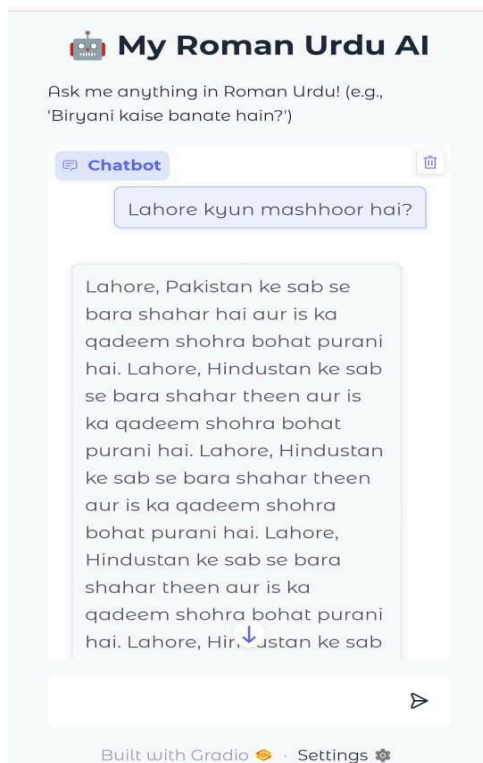 🤖 My Roman Urdu AI
Ask me anything in Roman Urdu! (e.g.,
'Biryani kaise banate hain?')
Chatbot
Lahore kyun mashhoor hai?
Lahore, Pakistan ke sab se
bara shahar hai aur is ka
qadeem shohra bohat purani
hai. Lahore, Hindustan ke sab
se bara shahar theen aur is
ka qadeem shohra bohat
purani hai. Lahore, Hindustan
ke sab se bara shahar theen
aur is ka qadeem shohra
bohat purani hai. Lahore,
Hindustan ke sab se bara
shahar theen aur is ka
qadeem shohra bohat purani
hai. Lahore, ke sab
Built with Gradio · Settings